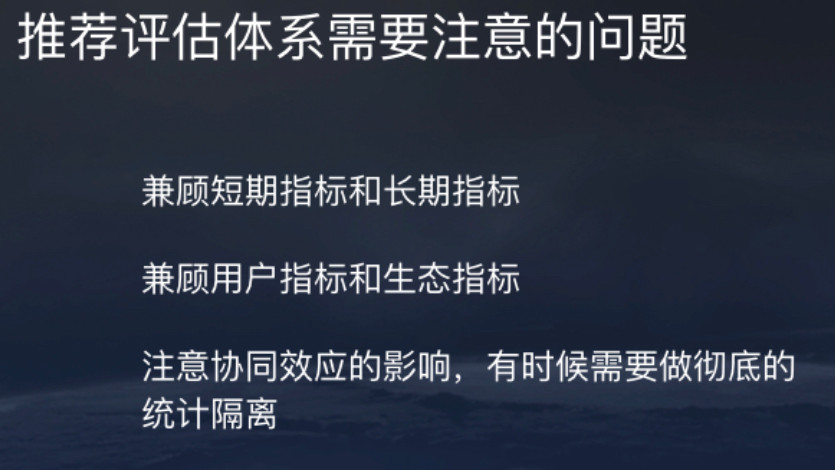 推荐评估体系需要注意的问题
兼顾短期指标和长期指标
兼顾用户指标和生态指标
注意协同效应的影响，有时候需要做彻底的
统计隔离